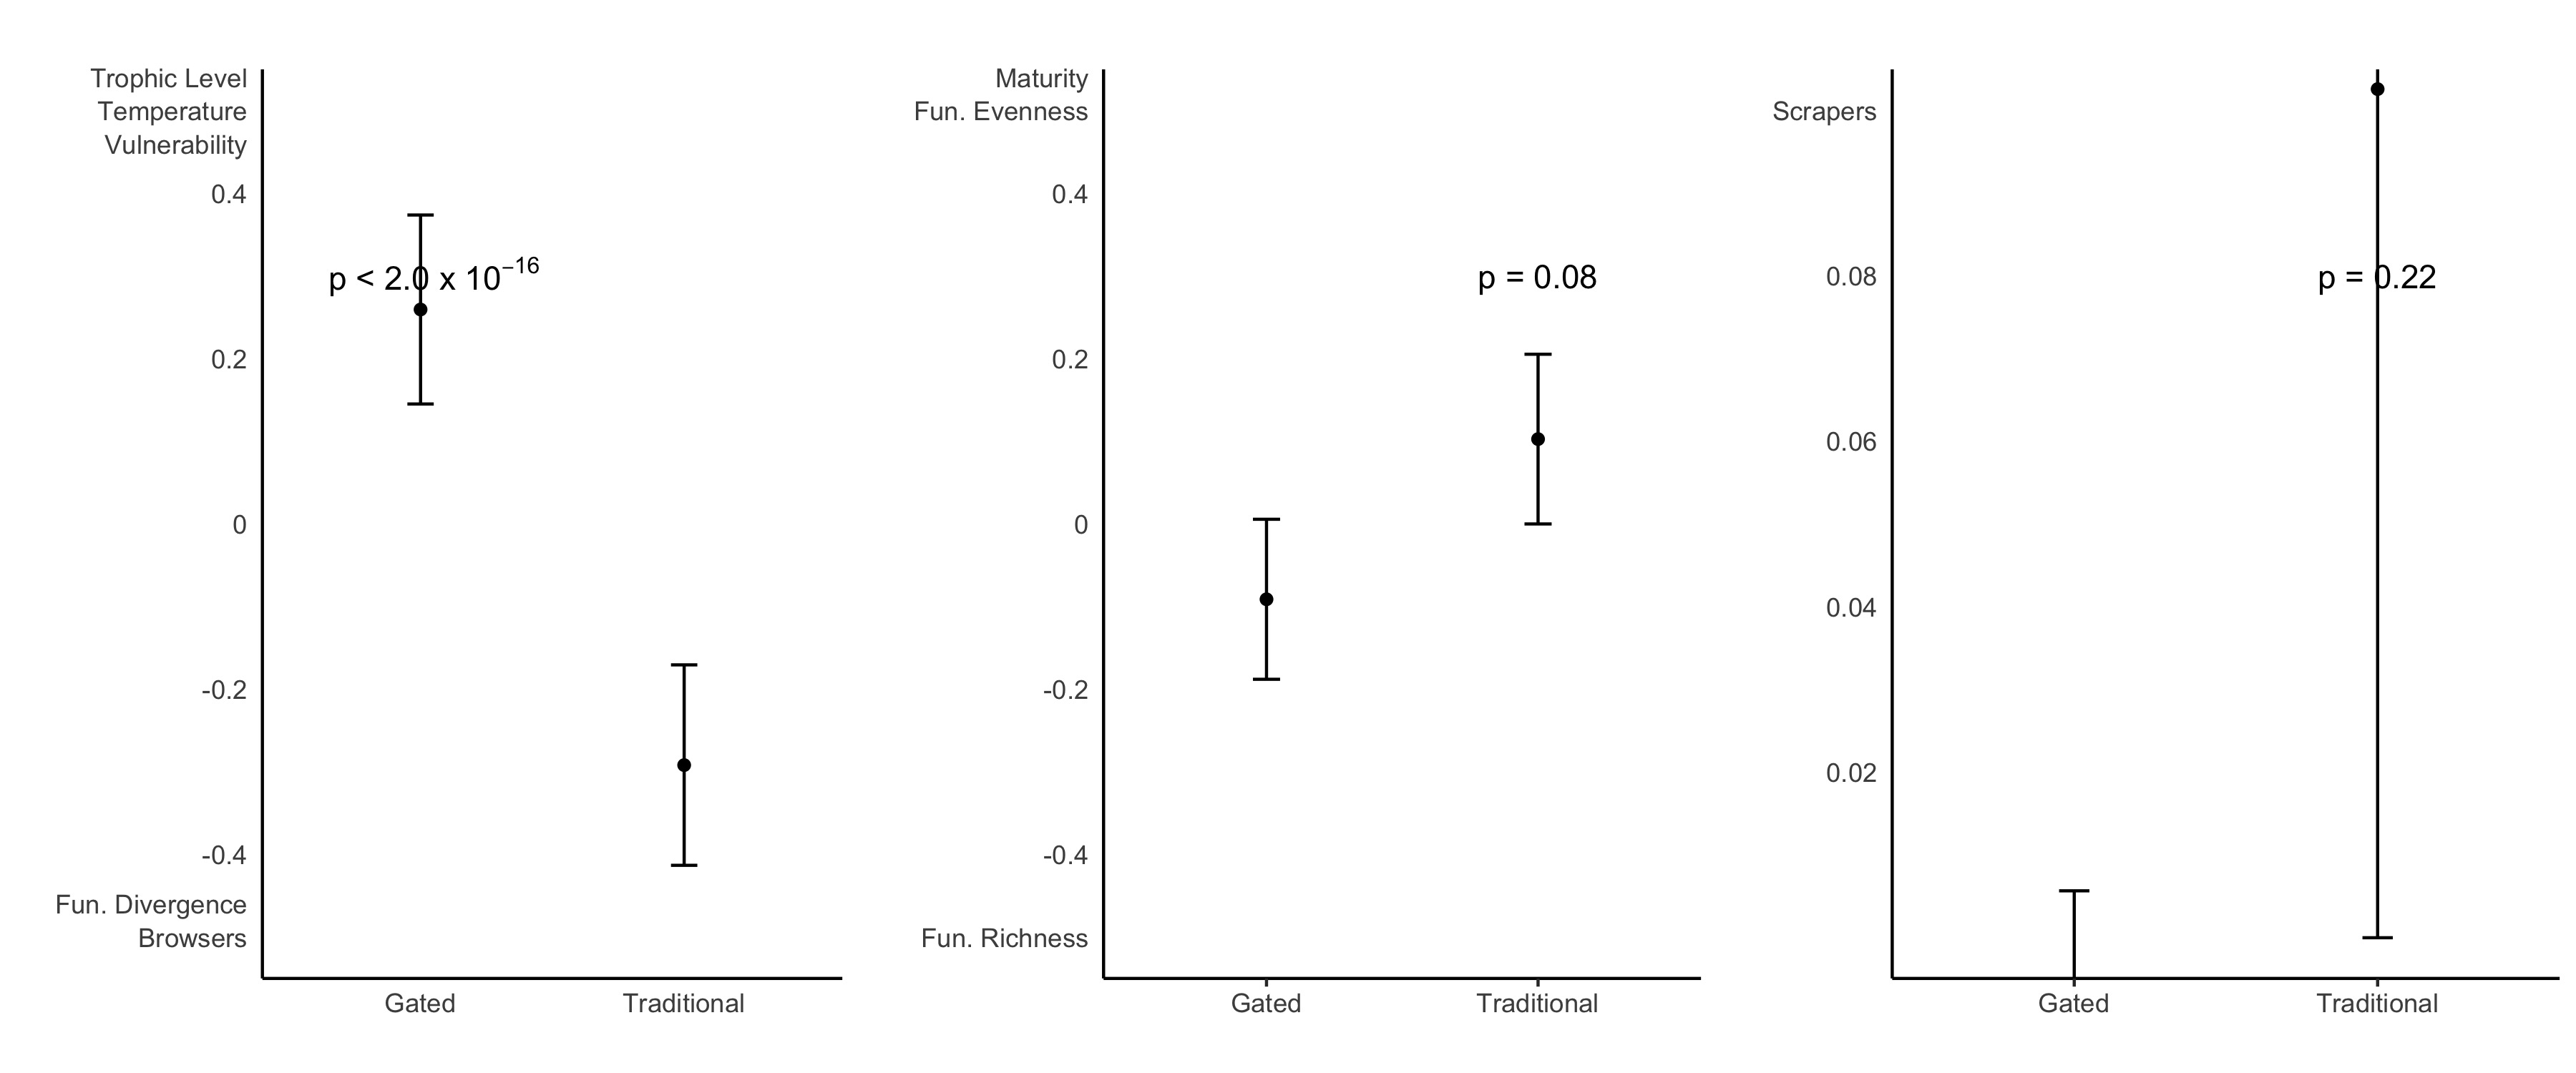 Trophic Level
Temperature
Vulnerability
0.4
0.2
0
-0.2
-0.4
Fun. Divergence
Browsers
p < 2.0 x 10⁻¹⁶
Gated
Traditional
Maturity
Fun. Evenness
0.4
0.2
0
-0.2
-0.4
Fun. Richness
p = 0.08
Gated
Traditional
Scrapers
0.08
0.06
0.04
0.02
p = 0.22
Gated
Traditional